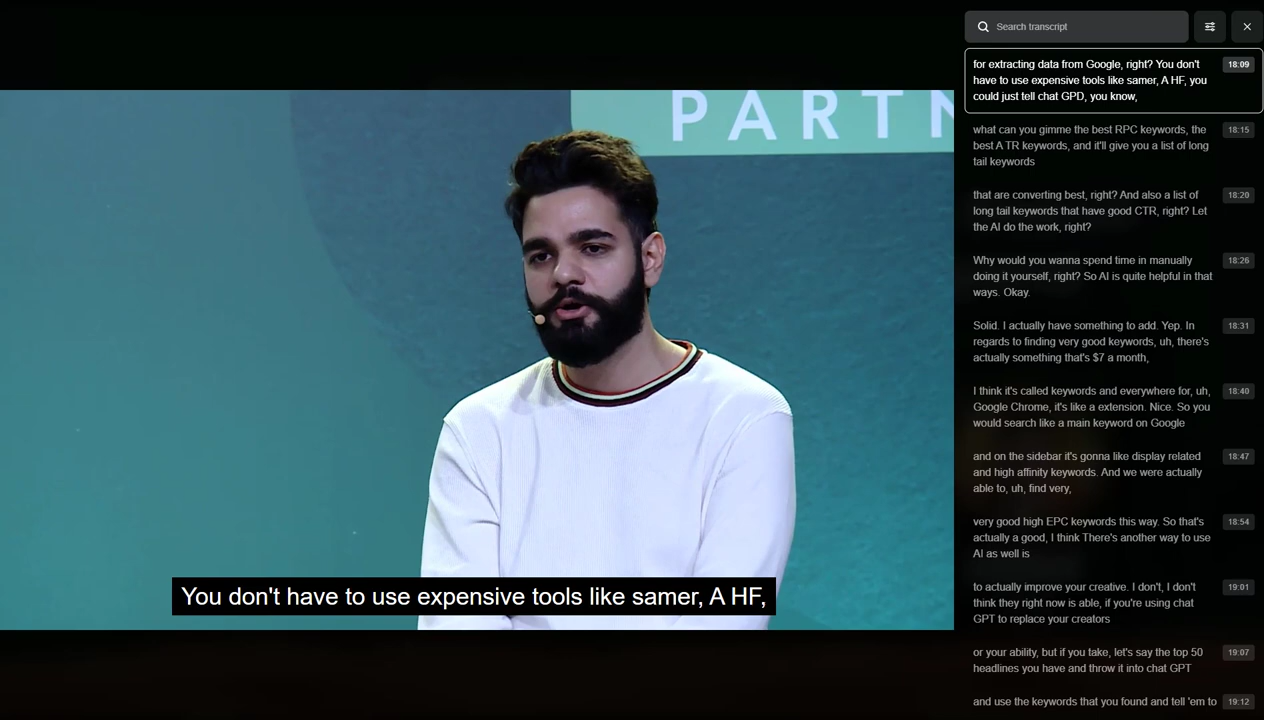 PARTN
You don't have to use expensive tools like samer, A HF,
Search transcript
for extracting data from Google, right? You don't
have to use expensive tools like samer, A HF, you
could just tell chat GPD, you know,
18:09
what can you gimme the best RPC keywords, the
best A TR keywords, and it'll give you a list of long
tail keywords
18:15
that are converting best, right? And also a list of
long tail keywords that have good CTR, right? Let
the AI do the work, right?
18:20
Why would you wanna spend time in manually
doing it yourself, right? So AI is quite helpful in that
ways. Okay.
18:26
Solid. I actually have something to add. Yep. In
regards to finding very good keywords, uh, there's
actually something that's $7 a month,
18:31
I think it's called keywords and everywhere for, uh,
Google Chrome, it's like a extension. Nice. So you
would search like a main keyword on Google
18:40
and on the sidebar it's gonna like display related
and high affinity keywords. And we were actually
able to, uh, find very,
18:47
very good high EPC keywords this way. So that's
actually a good, I think There's another way to use
AI as well is
18:54
to actually improve your creative. I don't, I don't
think they right now is able, if you're using chat
GPT to replace your creators
19:01
or your ability, but if you take, let's say the top 50
headlines you have and throw it into chat GPT
19:07
and use the keywords that you found and tell 'em to
19:12